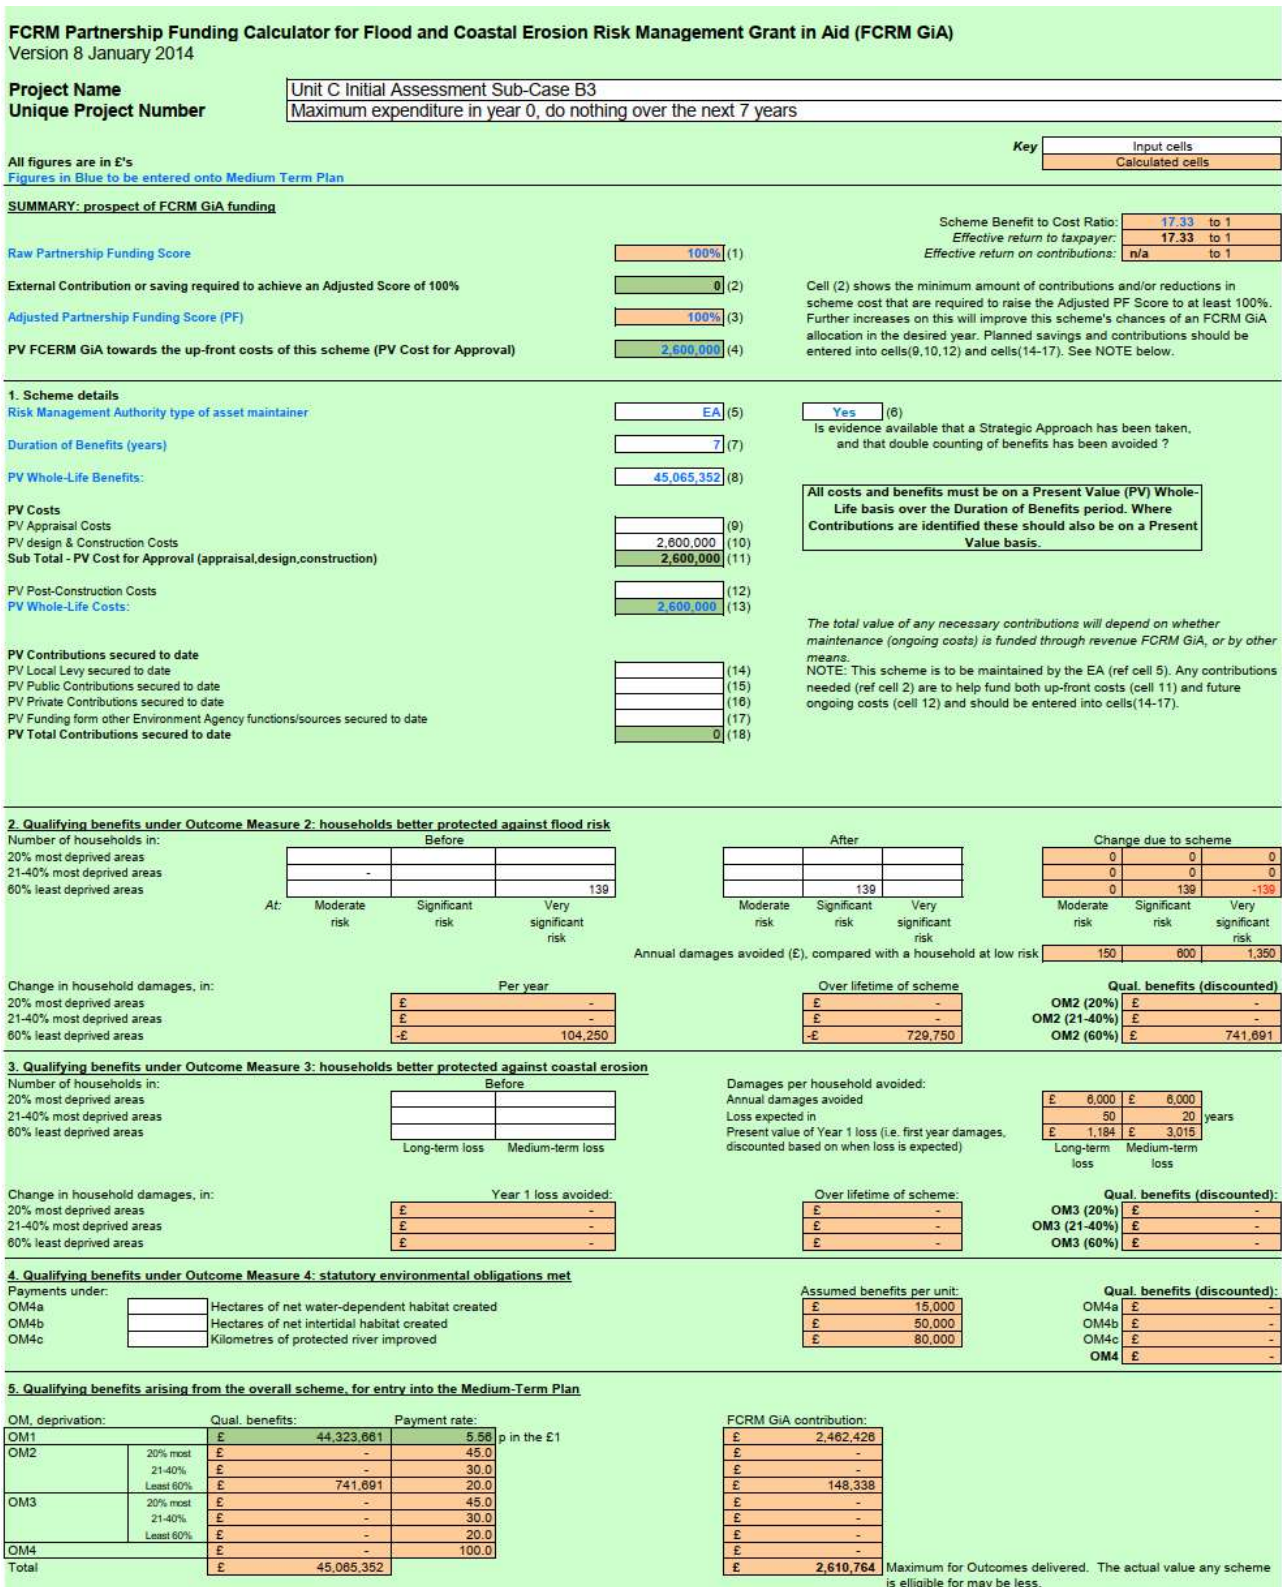 FCRM Partnership Funding Calculator for Flood and Coastal Erosion Risk Management Grant in Aid (FCRM GiA)
Version 8 January 2014
Project Name Unit C Initial Assessment Sub-Case B3
Unique Project Number Maximum expenditure in year 0, do nothing over the next 7 years
Key Input cells
All figures are in £'s Calculated cells
Figures in Blue to be entered onto Medium Term Plan
SUMMARY: prospect of FCRM GiA funding
Scheme Benefit to Cost Ratio: 17.33 to 1
Effective return to taxpayer: 17.33 to 1
Raw Partnership Funding Score 100% (1) Effective return on contributions: n/a to 1
External Contribution or saving required to achieve an Adjusted Score of 100% 0 (2)
Cell (2) shows the minimum amount of contributions and/or reductions in
scheme cost that are required to raise the Adjusted PF Score to at least 100%.
Adjusted Partnership Funding Score (PF) 100% (3)
Further increases on this will improve this scheme's chances of an FCRM GiA
allocation in the desired year. Planned savings and contributions should be
PV FCERM GiA towards the up-front costs of this scheme (PV Cost for Approval) 2,600,000 (4)
entered into cells(9,10,12) and cells(14-17). See NOTE below.
1. Scheme details
Risk Management Authority type of asset maintainer EA (5) Yes (6)
Is evidence available that a Strategic Approach has been taken,
Duration of Benefits (years) 7 (7) and that double counting of benefits has been avoided ?
PV Whole-Life Benefits: 45,065,352 (8)
All costs and benefits must be on a Present Value (PV) Whole-
Life basis over the Duration of Benefits period. Where
Contributions are identified these should also be on a Present
Value basis.
PV Costs
PV Appraisal Costs (9)
PV design & Construction Costs 2,600,000 (10)
Sub Total - PV Cost for Approval (appraisal,design,construction) 2,600,000 (11)
PV Post-Construction Costs (12)
PV Whole-Life Costs: 2,600,000 (13)
The total value of any necessary contributions will depend on whether
maintenance (ongoing costs) is funded through revenue FCRM GiA, or by other
means.
PV Contributions secured to date
PV Local Levy secured to date (14)
PV Public Contributions secured to date (15)
PV Private Contributions secured to date (16)
PV Funding form other Environment Agency functions/sources secured to date (17)
PV Total Contributions secured to date 0 (18)
NOTE: This scheme is to be maintained by the EA (ref cell 5). Any contributions
needed (ref cell 2) are to help fund both up-front costs (cell 11) and future
ongoing costs (cell 12) and should be entered into cells(14-17).
2. Qualifying benefits under Outcome Measure 2: households better protected against flood risk
Number of households in: Before After Change due to scheme
20% most deprived areas 0 0 0
21-40% most deprived areas - 0 0 0
60% least deprived areas 139 139 0 139 -139
At: Moderate Significant Very Moderate Significant Very Moderate Significant Very
risk risk significant risk risk significant risk risk significant
risk risk risk
Annual damages avoided (£), compared with a household at low risk 150 600 1,350
Change in household damages, in: Per year Over lifetime of scheme Qual. benefits (discounted)
20% most deprived areas £ - £ - OM2 (20%) £ -
21-40% most deprived areas £ - £ - OM2 (21-40%) £ -
60% least deprived areas -£ 104,250 -£ 729,750 OM2 (60%) £ 741,691
3. Qualifying benefits under Outcome Measure 3: households better protected against coastal erosion
Number of households in: Before Damages per household avoided:
20% most deprived areas Annual damages avoided £ 6,000 £ 6,000
21-40% most deprived areas Loss expected in 50 20 years
60% least deprived areas Present value of Year 1 loss (i.e. first year damages, £ 1,184 £ 3,015
Long-term loss Medium-term loss discounted based on when loss is expected) Long-term Medium-term
loss loss
Change in household damages, in: Year 1 loss avoided: Over lifetime of scheme: Qual. benefits (discounted):
20% most deprived areas £ - £ - OM3 (20%) £ -
21-40% most deprived areas £ - £ - OM3 (21-40%) £ -
60% least deprived areas £ - £ - OM3 (60%) £ -
4. Qualifying benefits under Outcome Measure 4: statutory environmental obligations met
Payments under: Assumed benefits per unit: Qual. benefits (discounted):
OM4a Hectares of net water-dependent habitat created £ 15,000 OM4a £ -
OM4b Hectares of net intertidal habitat created £ 50,000 OM4b £ -
OM4c Kilometres of protected river improved £ 80,000 OM4c £ -
OM4 £ -
5. Qualifying benefits arising from the overall scheme, for entry into the Medium-Term Plan
OM, deprivation: Qual. benefits: Payment rate: FCRM GiA contribution:
OM1 £ 44,323,661 5.56 p in the £1 £ 2,462,426
OM2 20% most £ - 45.0 £ -
21-40% £ - 30.0 £ -
Least 60% £ 741,691 20.0 £ 148,338
OM3 20% most £ - 45.0 £ -
21-40% £ - 30.0 £ -
Least 60% £ - 20.0 £ -
OM4 £ - 100.0 £ -
Total £ 45,065,352 £ 2,610,764 Maximum for Outcomes delivered. The actual value any scheme
is elligible for may be less.